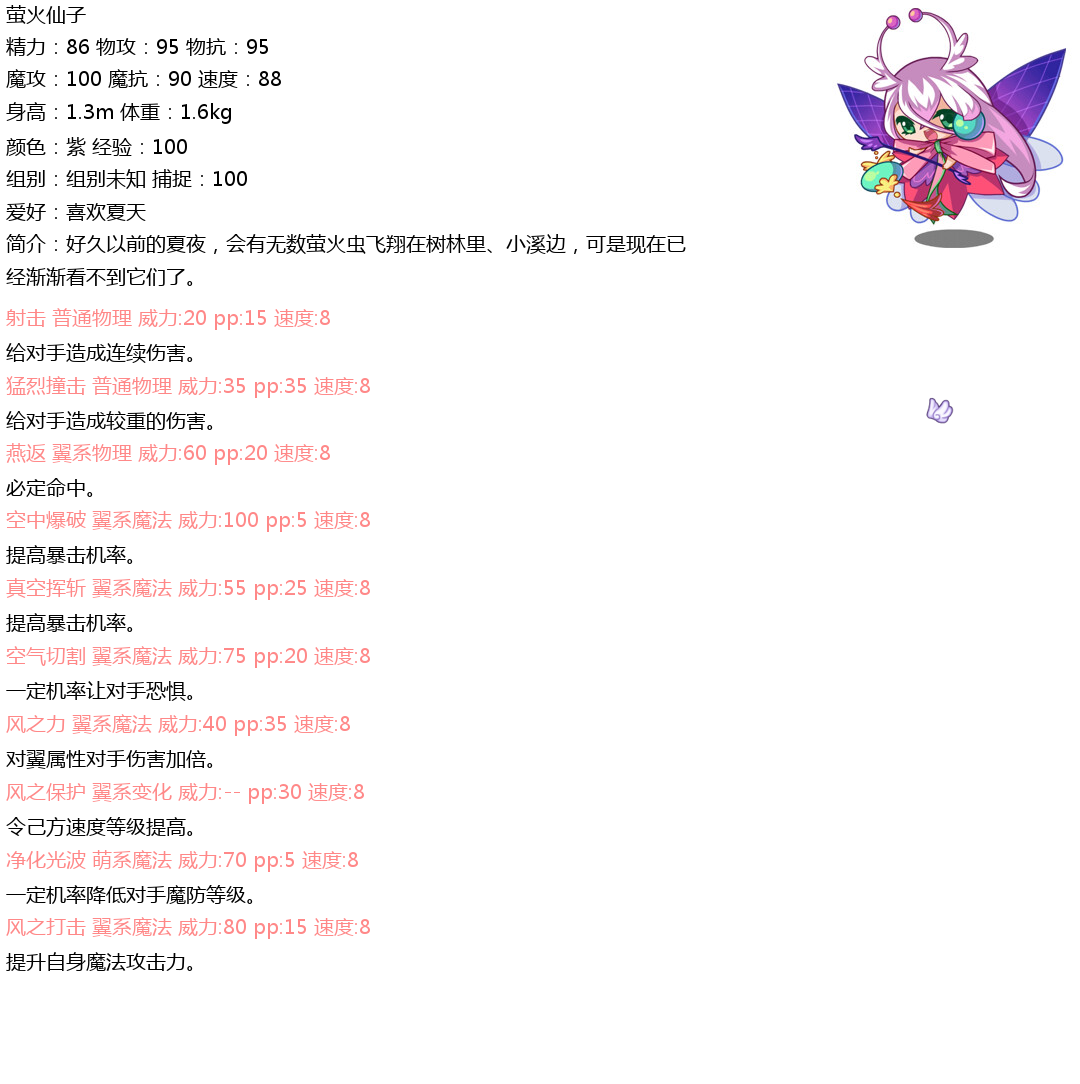 萤火仙子
精力：86 物攻：95 物抗：95
魔攻：100 魔抗：90 速度：88
身高：1.3m 体重：1.6kg
颜色：紫 经验：100
组别：组别未知 捕捉：100
爱好：喜欢夏天
简介：好久以前的夏夜，会有无数萤火虫飞翔在树林里、小溪边，可是现在已
经渐渐看不到它们了。
射击 普通物理 威力:20 pp:15 速度:8
给对手造成连续伤害。
猛烈撞击 普通物理 威力:35 pp:35 速度:8
给对手造成较重的伤害。
燕返 翼系物理 威力:60 pp:20 速度:8
必定命中。
空中爆破 翼系魔法 威力:100 pp:5 速度:8
提高暴击机率。
真空挥斩 翼系魔法 威力:55 pp:25 速度:8
提高暴击机率。
空气切割 翼系魔法 威力:75 pp:20 速度:8
一定机率让对手恐惧。
风之力 翼系魔法 威力:40 pp:35 速度:8
对翼属性对手伤害加倍。
风之保护 翼系变化 威力:-- pp:30 速度:8
令己方速度等级提高。
净化光波 萌系魔法 威力:70 pp:5 速度:8
一定机率降低对手魔防等级。
风之打击 翼系魔法 威力:80 pp:15 速度:8
提升自身魔法攻击力。